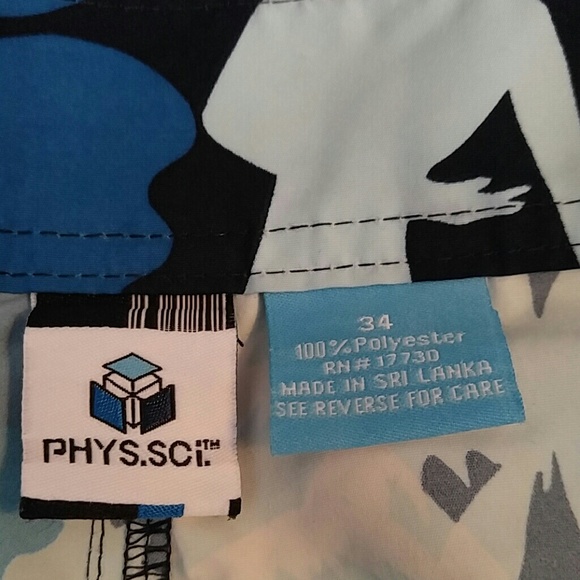 PHYS.SCi.™
34
100% Polyester
RN# 17730
MADE IN SRI LANKA
SEE REVERSE FOR CARE